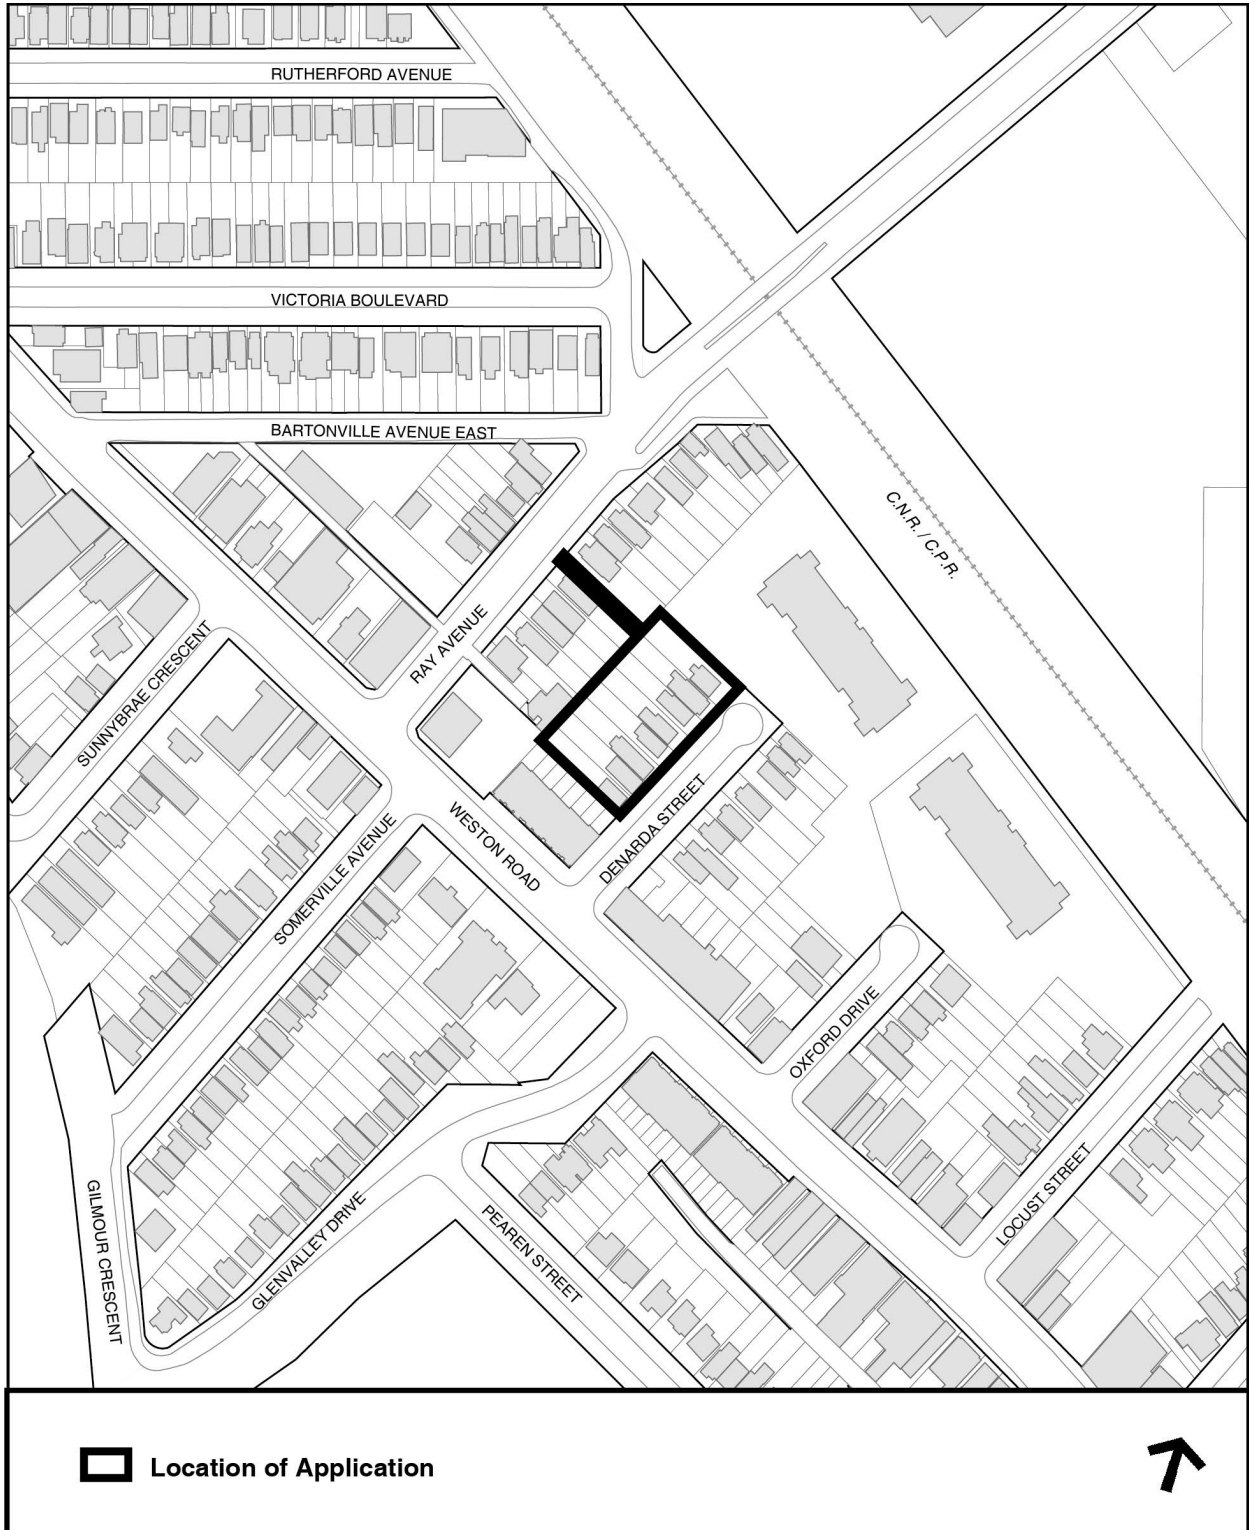 RUTHERFORD AVENUE
VICTORIA BOULEVARD
BARTONVILLE AVENUE EAST
C.N.R. / C.P.R.
RAY AVENUE
SUNNYBRAE CRESCENT
WESTON ROAD
DENARDA STREET
SOMERVILLE AVENUE
OXFORD DRIVE
LOCUST STREET
GILMOUR CRESCENT
GLENVALLEY DRIVE
PEAREN STREET
Location of Application